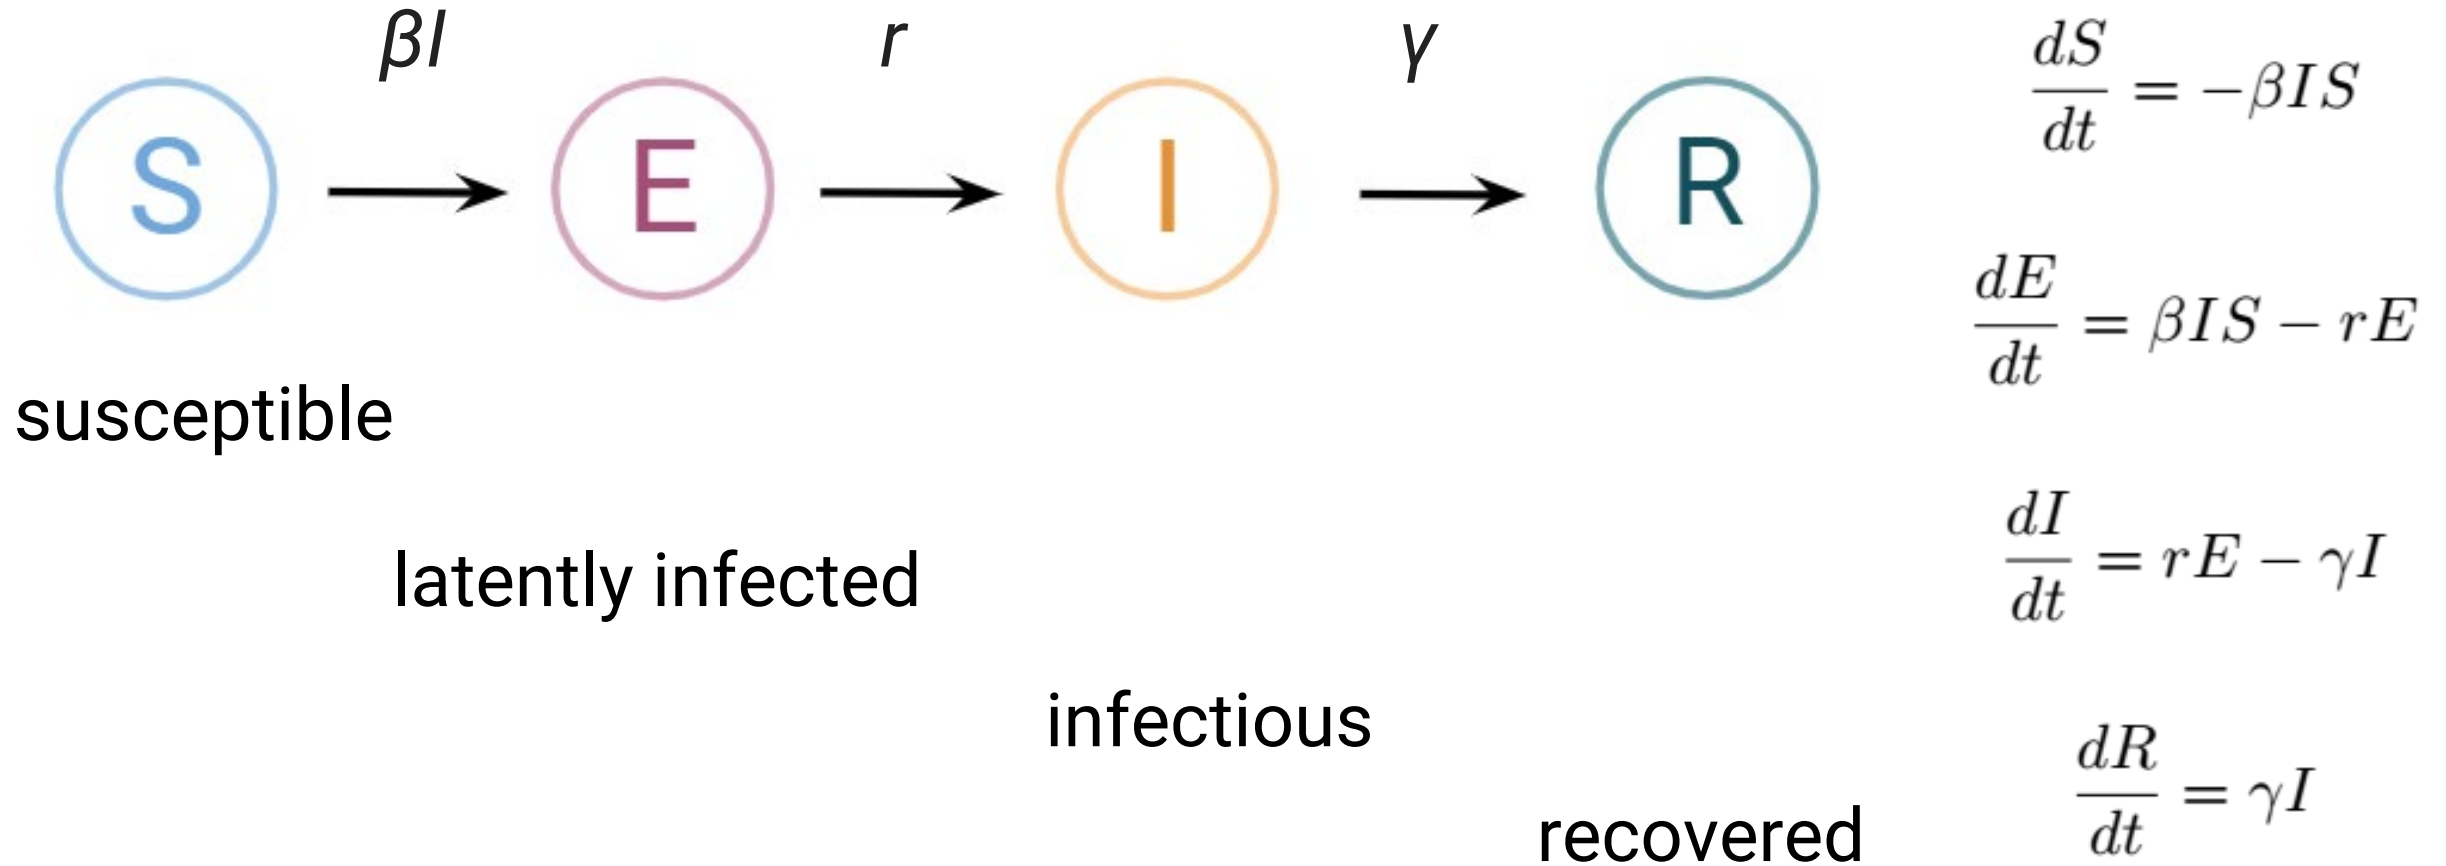 βI r γ
S E I R
susceptible
latently infected
infectious
recovered
dS/dt = −βIS
dE/dt = βIS − rE
dI/dt = rE − γI
dR/dt = γI